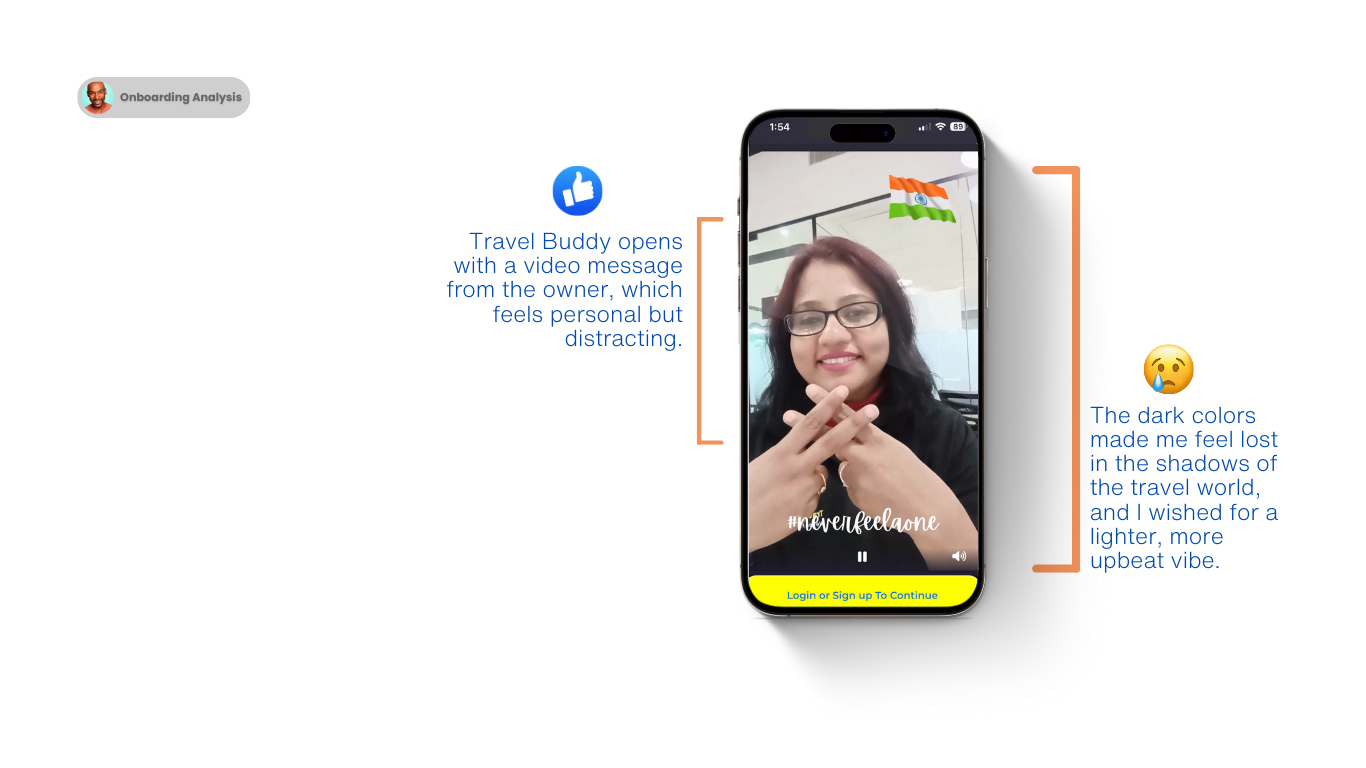 Onboarding Analysis
1:54
89
Travel Buddy opens
with a video message
from the owner, which
feels personal but
distracting.
#neverfeelaone
Login or Sign up To Continue
The dark colors
made me feel lost
in the shadows of
the travel world,
and I wished for a
lighter, more
upbeat vibe.